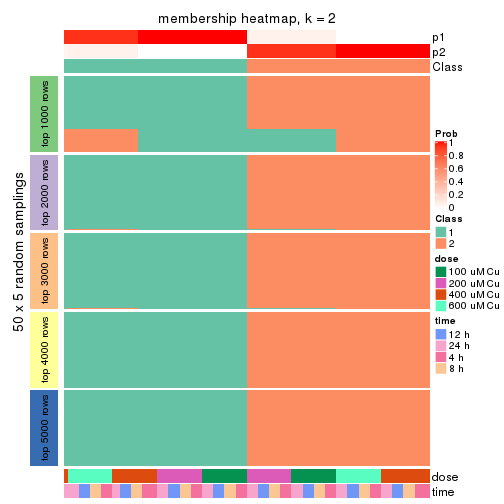 membership heatmap, k = 2
p1
p2
Class
50 x 5 random samplings
top 1000 rows
top 2000 rows
top 3000 rows
top 4000 rows
top 5000 rows
Prob
1
0.8
0.6
0.4
0.2
0
Class
1
2
dose
100 uMCu
200 uMCu
400 uMCu
600 uMCu
time
12 h
24 h
4 h
8 h
dose
time